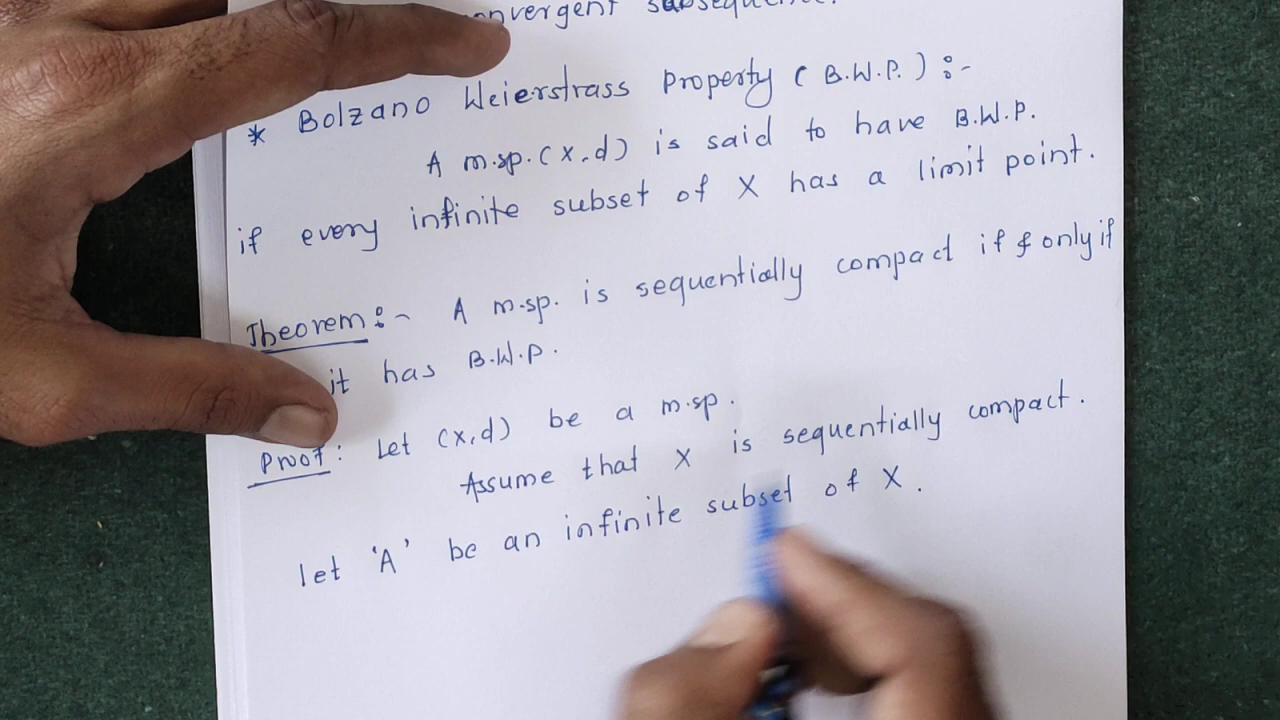 convergent subsequence.
* Bolzano Weierstrass Property ( B.W.P. ) :-
A m.sp. (X,d) is said to have B.W.P.
if every infinite subset of X has a limit point.
Theorem :- A m.sp. is sequentially compact if & only if
it has B.W.P.
Proof : Let (X,d) be a m.sp.
Assume that X is sequentially compact.
let 'A' be an infinite subset of X.